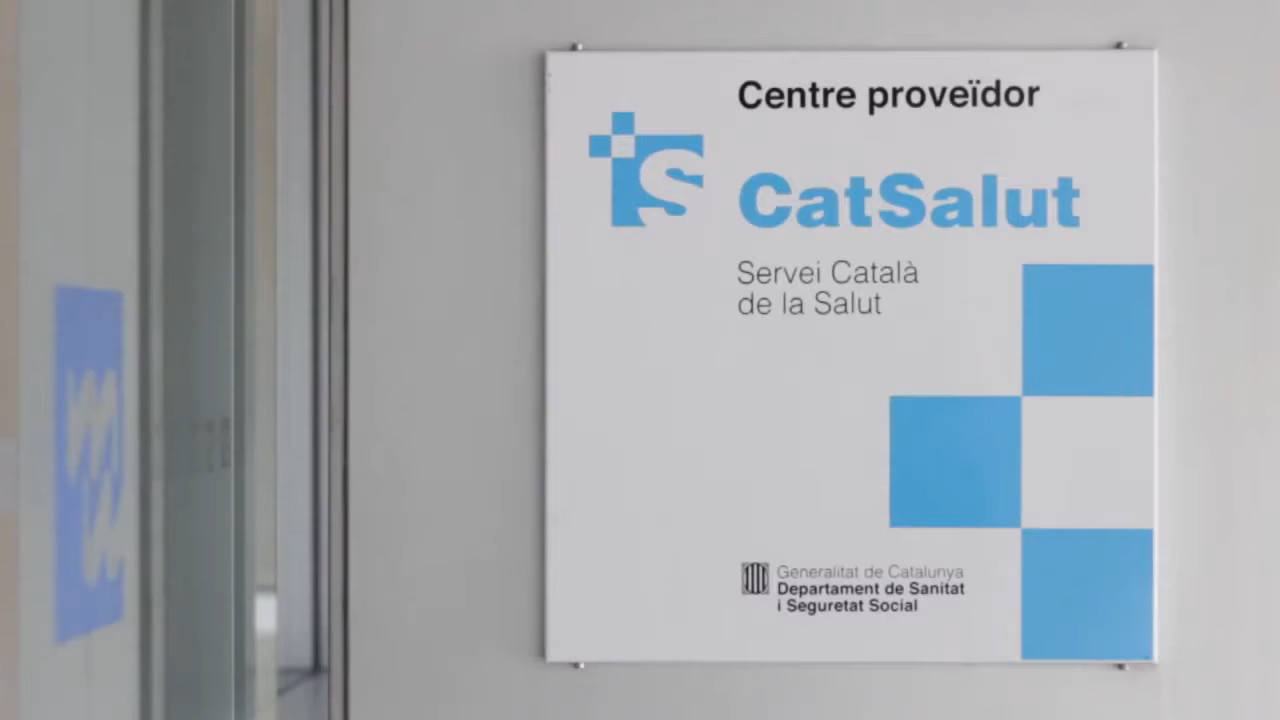 Centre proveïdor
CatSalut
Servei Català
de la Salut
Generalitat de Catalunya
Departament de Sanitat
i Seguretat Social